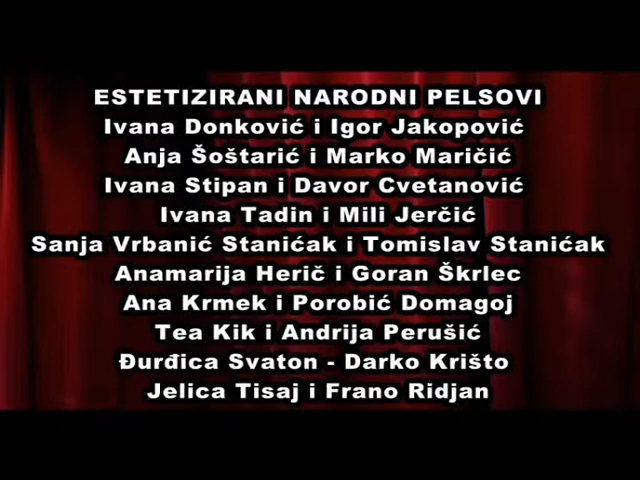 ESTETIZIRANI NARODNI PELSOVI
Ivana Donković i Igor Jakopović
Anja Šoštarić i Marko Maričić
Ivana Stipan i Davor Cvetanović
Ivana Tadin i Mili Jerčić
Sanja Vrbanić Stanićak i Tomislav Stanićak
Anamarija Herič i Goran Škrlec
Ana Krmek i Porobić Domagoj
Tea Kik i Andrija Perušić
Đurđica Svaton - Darko Krišto
Jelica Tisaj i Frano Ridjan